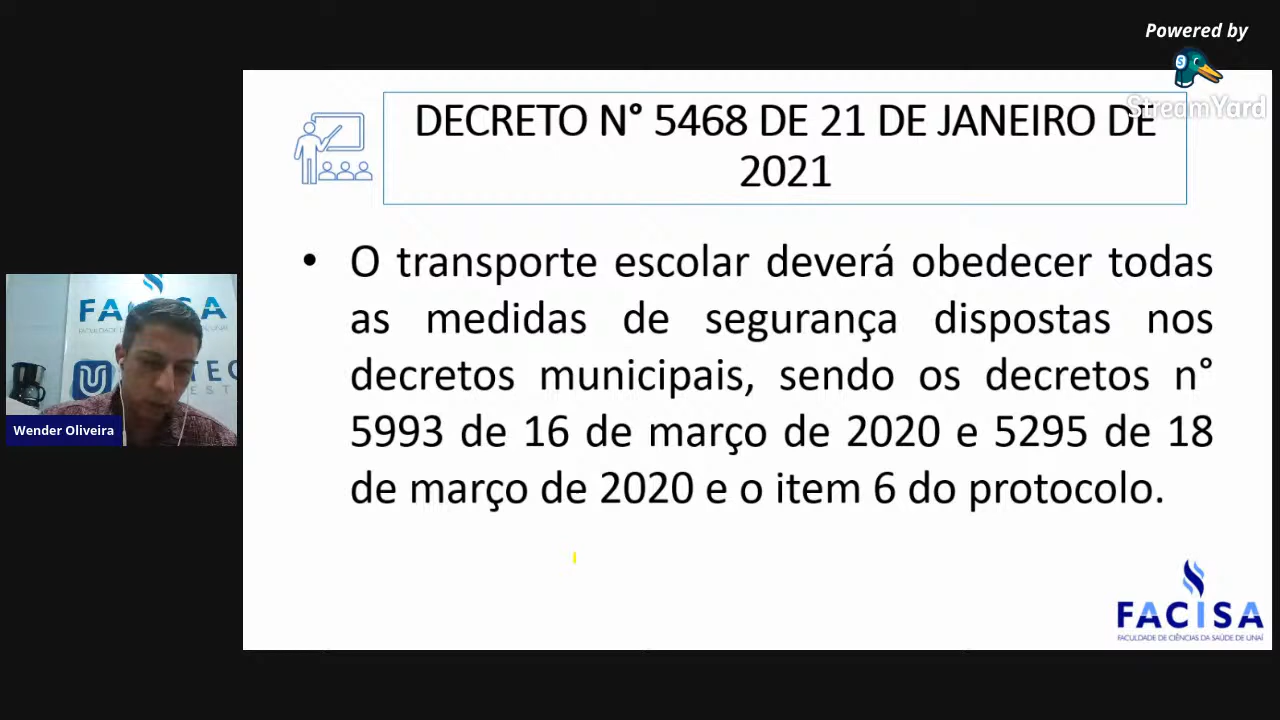 Powered by
StreamYard
DECRETO N° 5468 DE 21 DE JANEIRO DE
2021
• O transporte escolar deverá obedecer todas
as medidas de segurança dispostas nos
decretos municipais, sendo os decretos n°
5993 de 16 de março de 2020 e 5295 de 18
de março de 2020 e o item 6 do protocolo.
FACISA
Wender Oliveira
FACISA
FACULDADE DE CIÊNCIAS DA SAÚDE DE UNAÍ